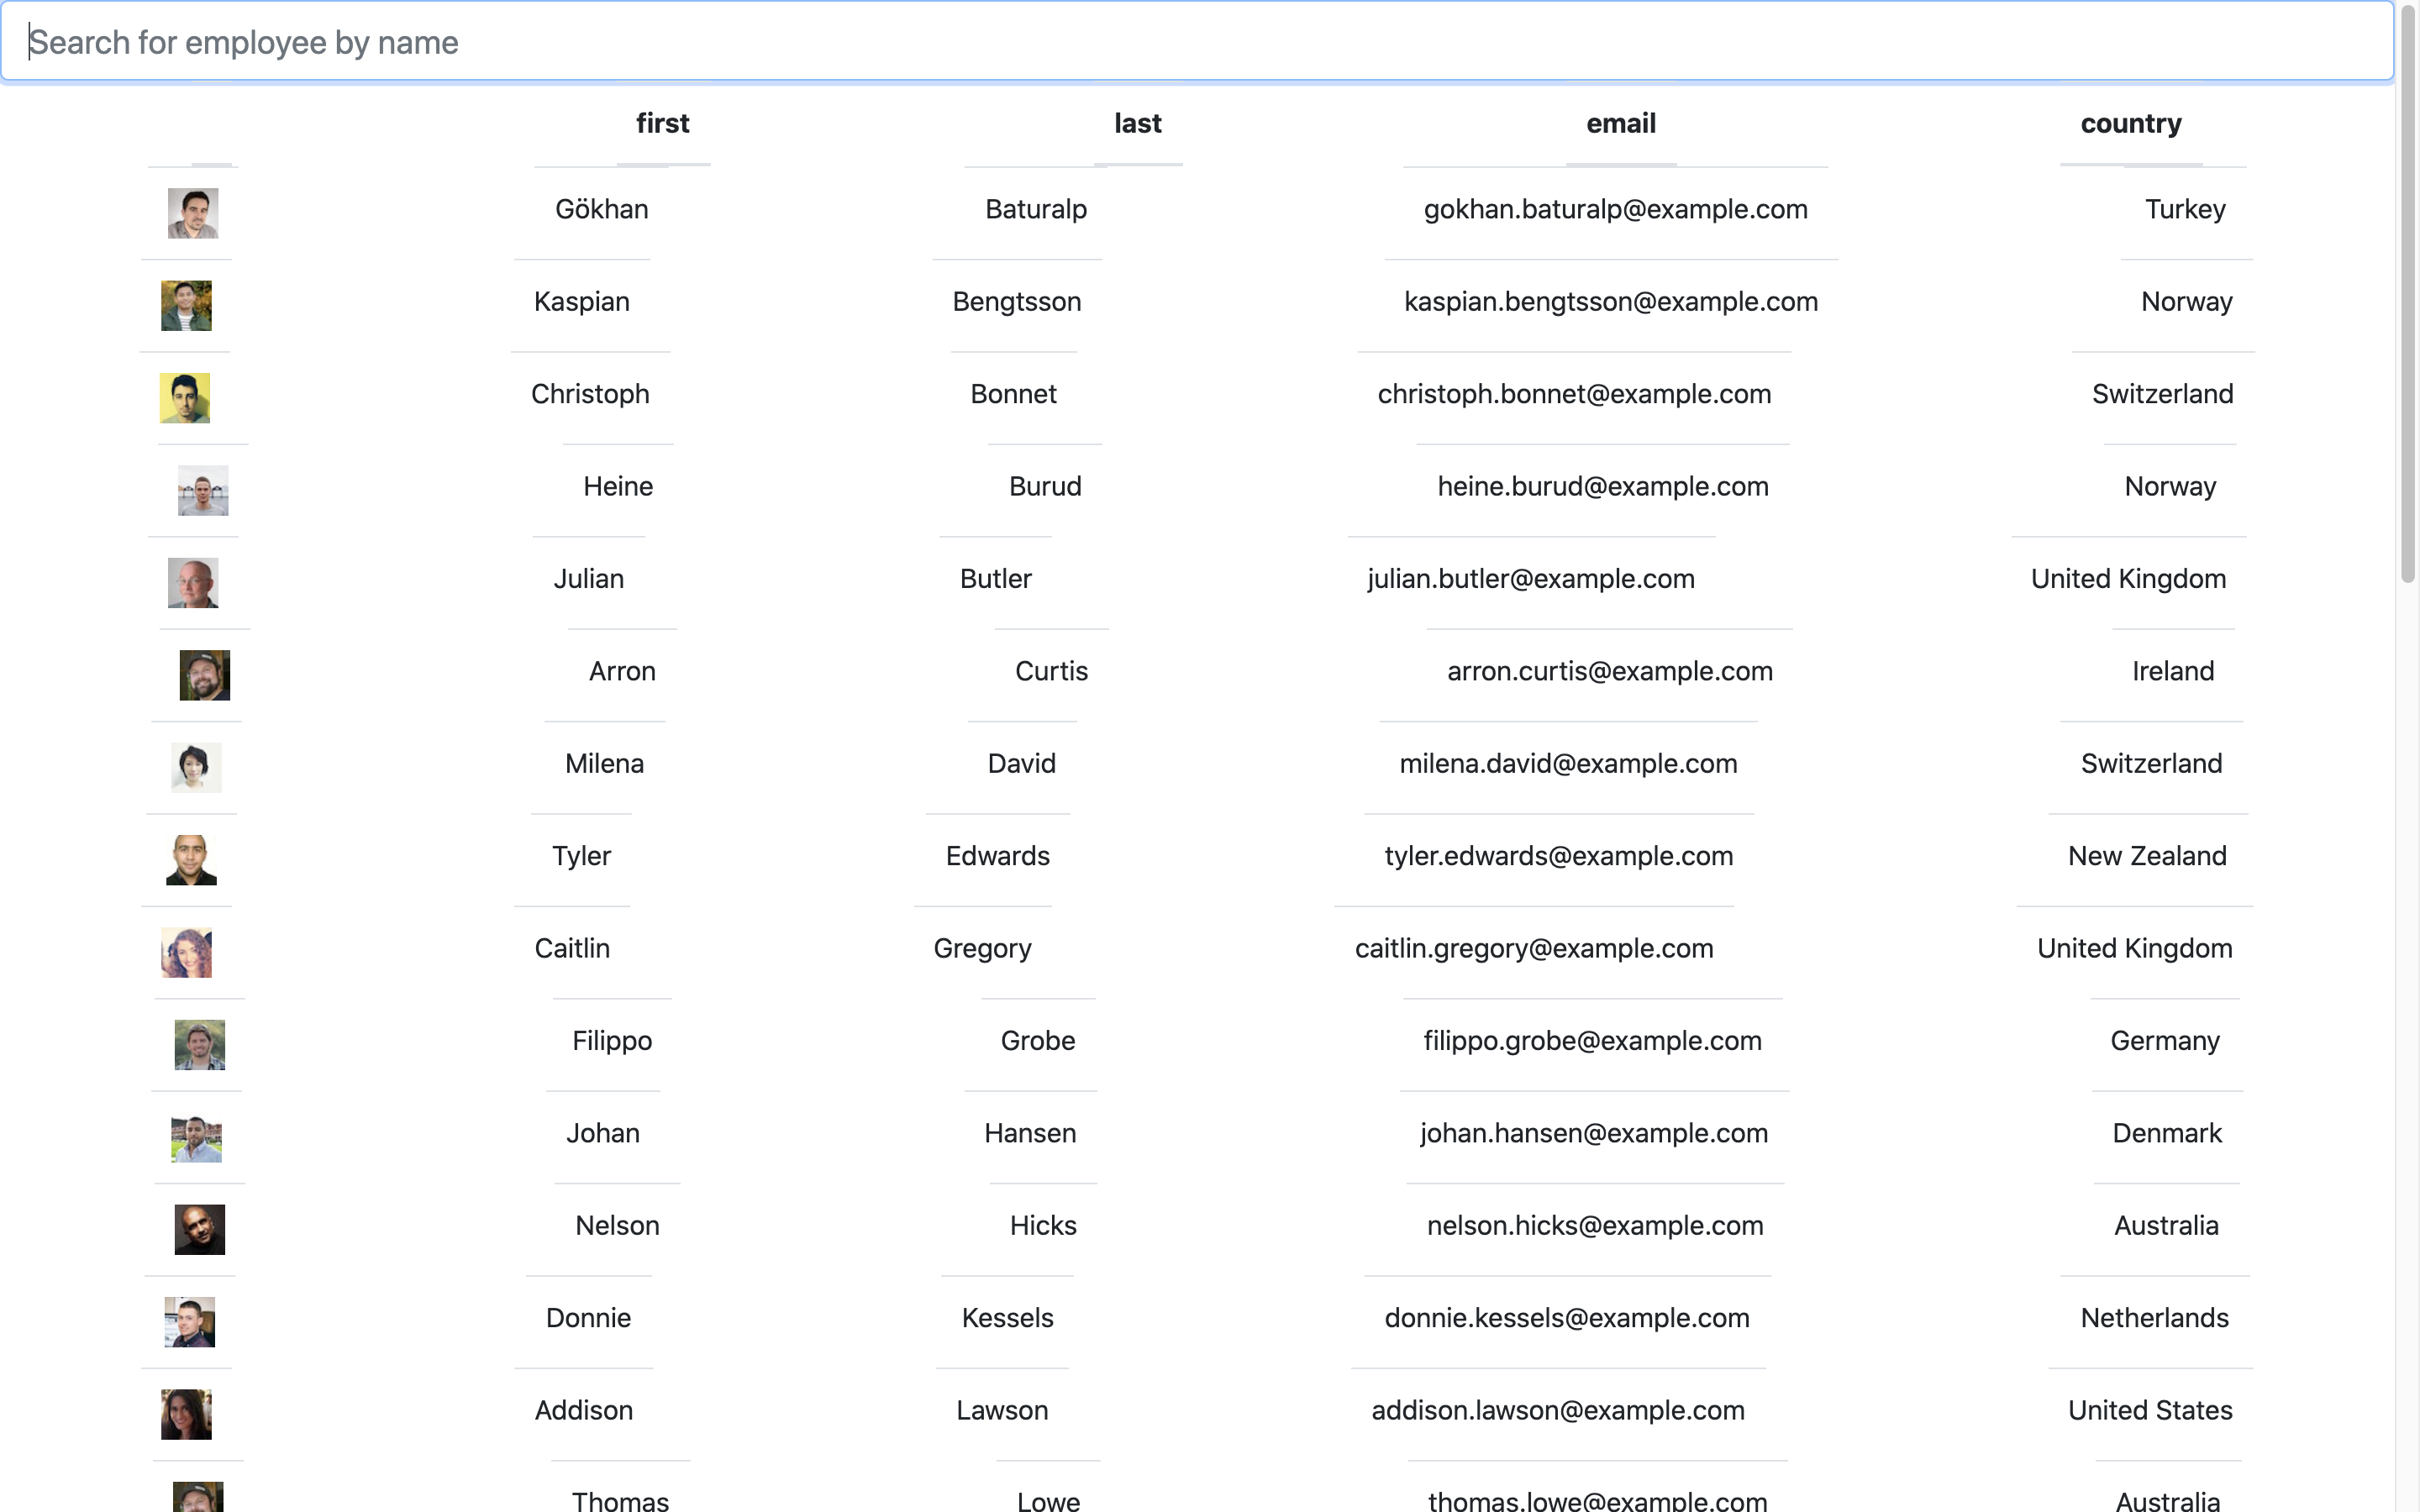 Search for employee by name
first last email country
Gökhan Baturalp gokhan.baturalp@example.com Turkey
Kaspian Bengtsson kaspian.bengtsson@example.com Norway
Christoph Bonnet christoph.bonnet@example.com Switzerland
Heine Burud heine.burud@example.com Norway
Julian Butler julian.butler@example.com United Kingdom
Arron Curtis arron.curtis@example.com Ireland
Milena David milena.david@example.com Switzerland
Tyler Edwards tyler.edwards@example.com New Zealand
Caitlin Gregory caitlin.gregory@example.com United Kingdom
Filippo Grobe filippo.grobe@example.com Germany
Johan Hansen johan.hansen@example.com Denmark
Nelson Hicks nelson.hicks@example.com Australia
Donnie Kessels donnie.kessels@example.com Netherlands
Addison Lawson addison.lawson@example.com United States
Thomas Lowe thomas.lowe@example.com Australia